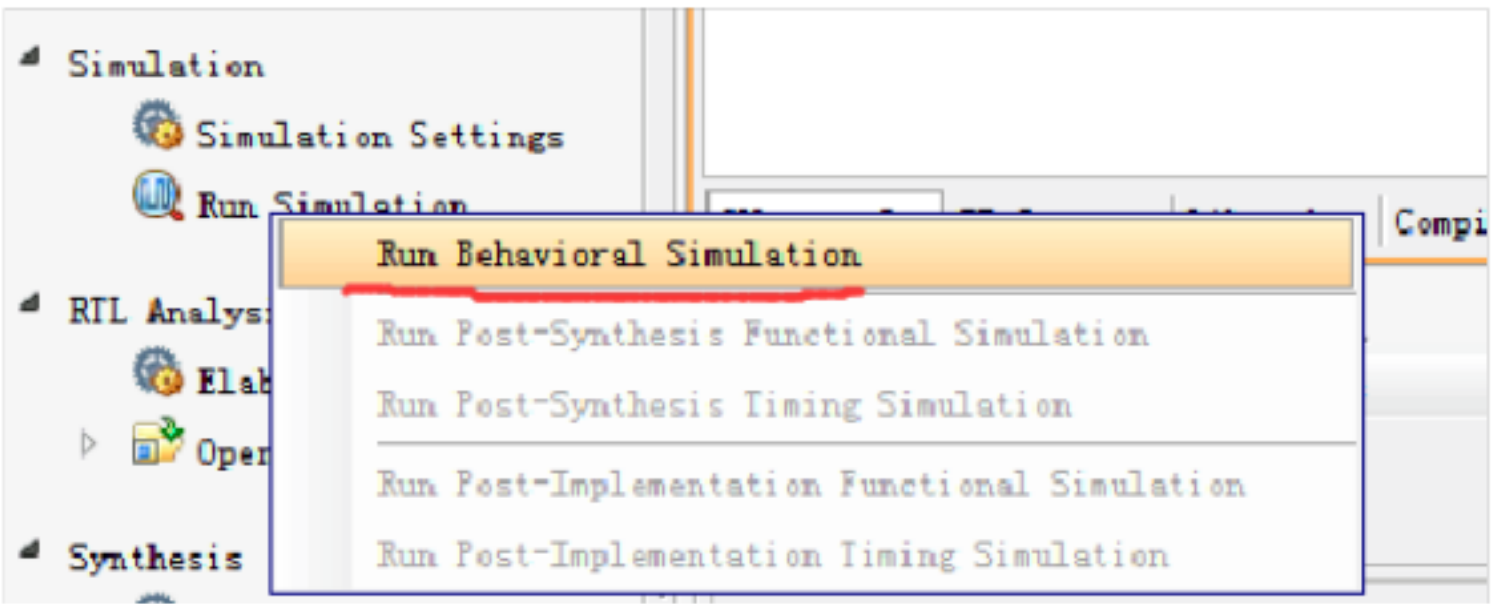 Simulation
Simulation Settings
Run Simulation
Compi
Run Behavioral Simulation
RTL Analys
Run Post-Synthesis Functional Simulation
Elab
Run Post-Synthesis Timing Simulation
Oper
Run Post-Implementation Functional Simulation
Synthesis
Run Post-Implementation Timing Simulation